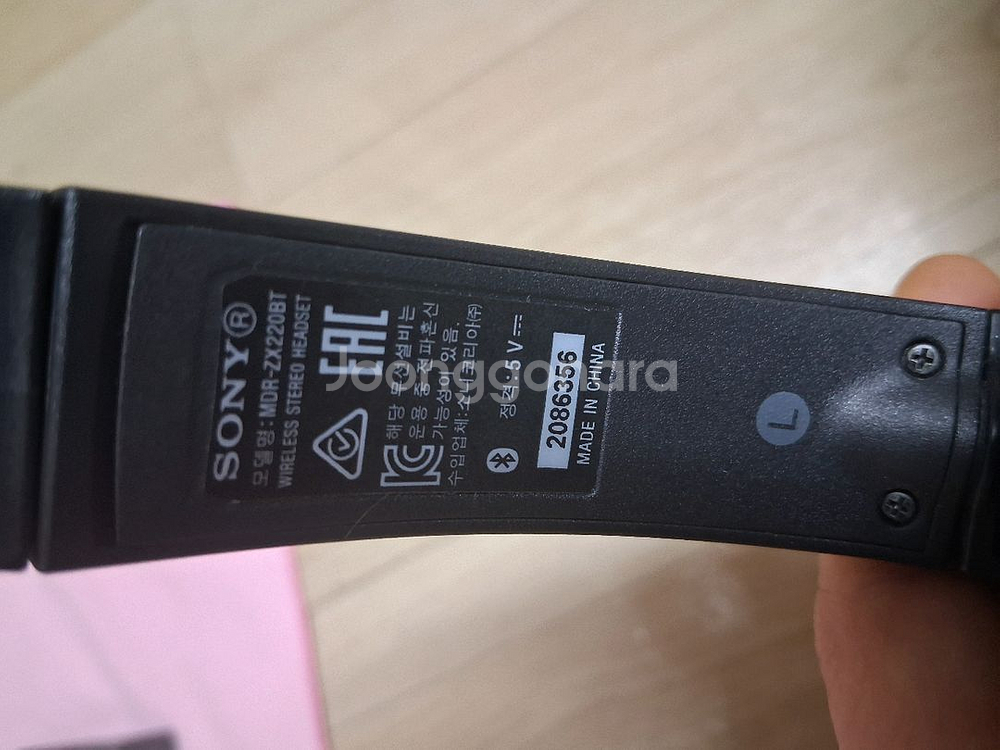 SONY®
모델명:MDR-ZX220BT
WIRELESS STEREO HEADSET
EAC
해당 무선설비는
운용 중 전파혼신
가능성이 있음.
수입업체:소니코리아㈜
정격: 5 V
2086356
MADE IN CHINA
L
Joonggonara